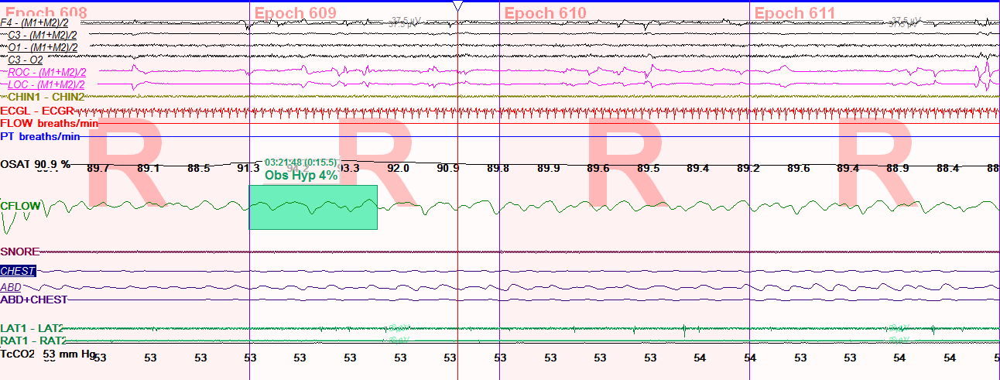 Epoch 608 Epoch 609 Epoch 610 Epoch 611
F4 - (M1+M2)/2 37.5 µV 37.5 µV
C3 - (M1+M2)/2
O1 - (M1+M2)/2
C3 - O2
ROC - (M1+M2)/2
LOC - (M1+M2)/2
CHIN1 - CHIN2
ECGL - ECGR
FLOW breaths/min
PT breaths/min
R R R R
03:21:48 (0:15.5)
OSAT 90.9 % 89.7 89.1 88.5 91.3 94.2 93.3 92.0 90.9 89.8 89.9 89.6 89.5 89.4 89.2 89.6 89.4 88.9 88.4 88
Obs Hyp 4%
CFLOW
SNORE
CHEST
ABD
ABD+CHEST
LAT1 - LAT2
RAT1 - RAT2
TcCO2 53 mm Hg 53 53 53 53 53 53 53 53 53 53 53 53 54 54 53 53 54 54